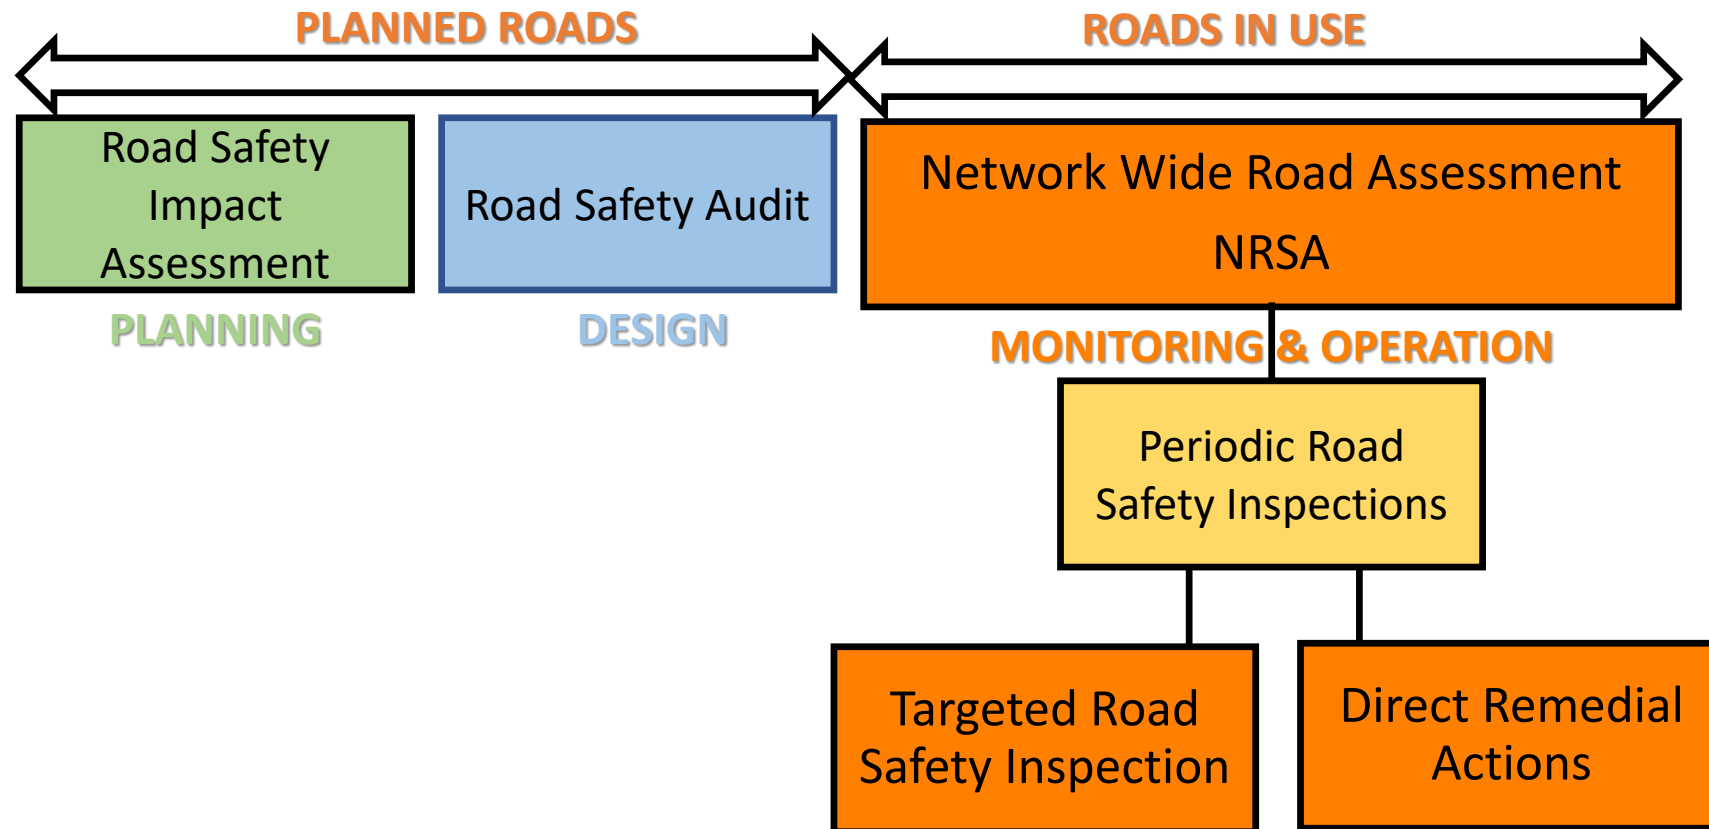 PLANNED ROADS
ROADS IN USE
Road Safety
Impact
Assessment
Road Safety Audit
Network Wide Road Assessment
NRSA
PLANNING
DESIGN
MONITORING & OPERATION
Periodic Road
Safety Inspections
Targeted Road
Safety Inspection
Direct Remedial
Actions